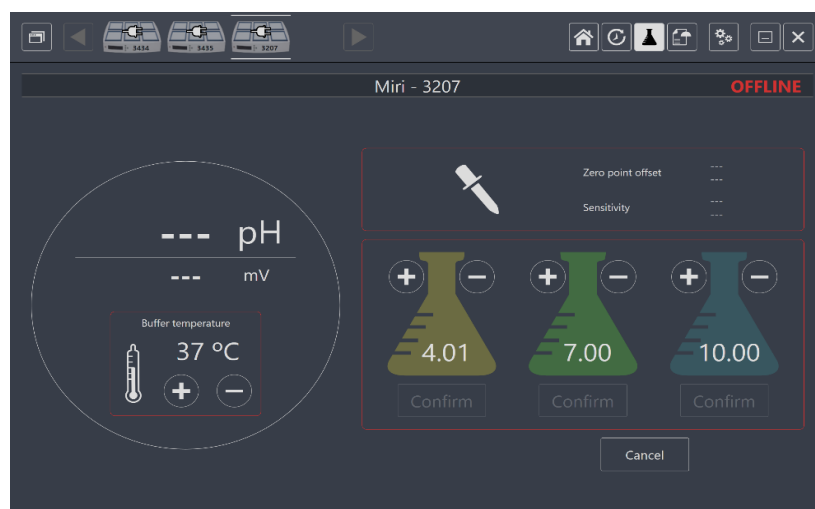 3434 3435 3207
Miri - 3207 OFFLINE
--- pH
--- mV
Buffer temperature
37 ºC
Zero point offset ---
---
Sensitivity ---
---
4.01 7.00 10.00
Confirm Confirm Confirm
Cancel